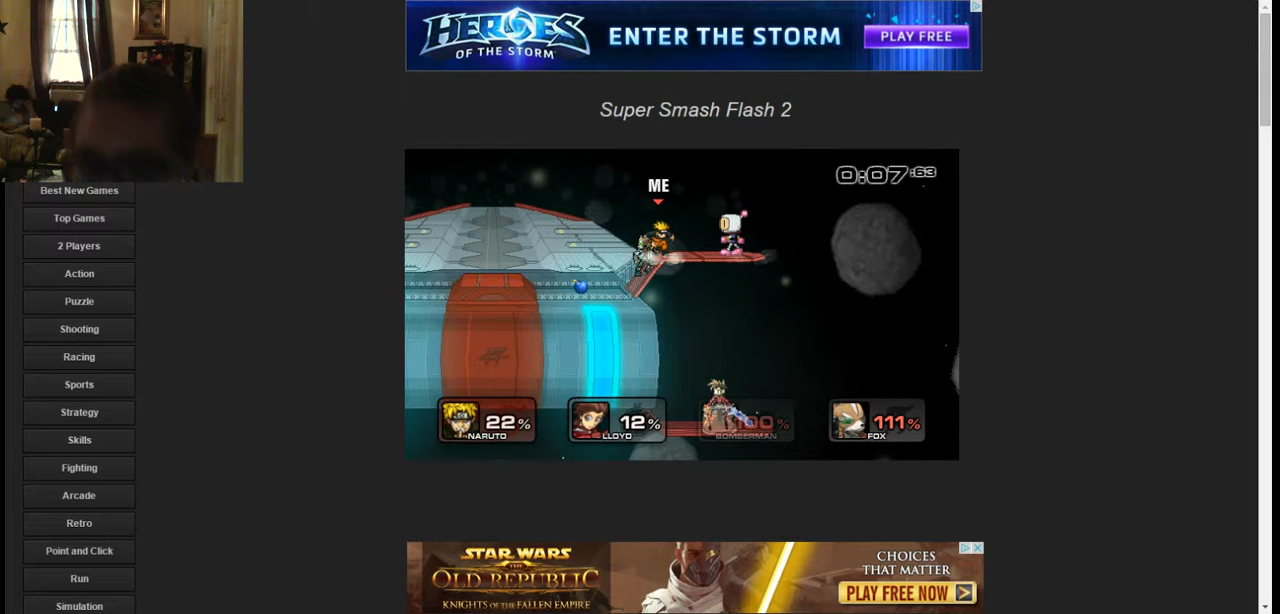 HEROES
OF THE STORM™
ENTER THE STORM
PLAY FREE
Super Smash Flash 2
ME
0:07:63
Best New Games
Top Games
2 Players
Action
Puzzle
Shooting
Racing
Sports
Strategy
Skills
Fighting
Arcade
Retro
Point and Click
Run
Simulation
22%
NARUTO
12%
LLOYD
100%
BOMBERMAN
111%
FOX
STAR WARS
THE OLD REPUBLIC
KNIGHTS OF THE FALLEN EMPIRE
CHOICES
THAT MATTER
PLAY FREE NOW